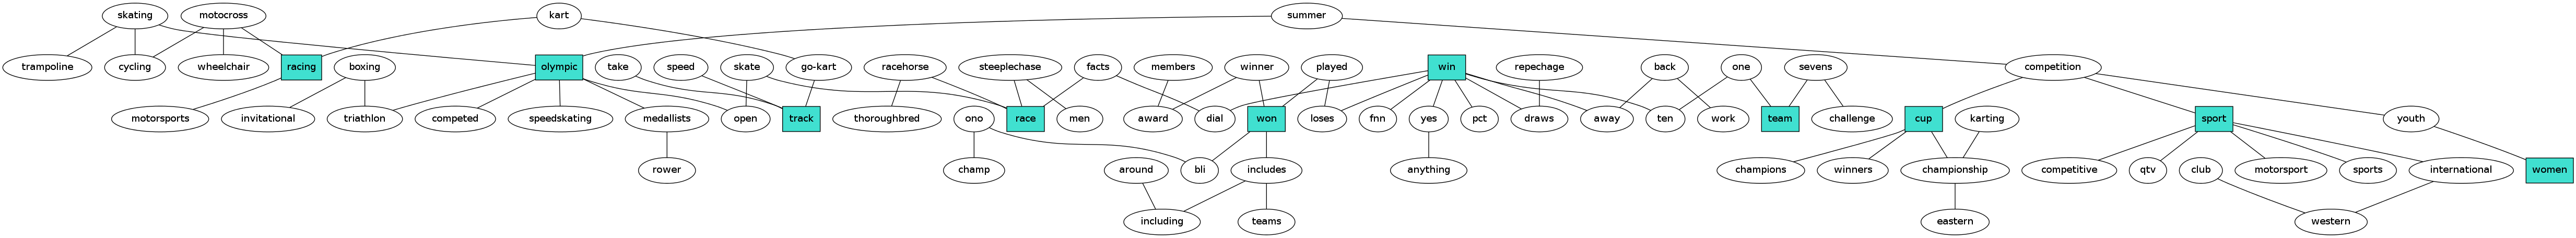 skating motocross kart summer
trampoline cycling wheelchair racing boxing olympic take speed skate go-kart racehorse steeplechase facts members winner played win repechage back one sevens competition
motorsports invitational triathlon competed speedskating medallists open track thoroughbred ono race men award dial won loses fnn yes pct draws away ten work team challenge cup karting sport youth
rower champ around bli includes anything champions winners championship competitive qtv club motorsport sports international women
including teams eastern western